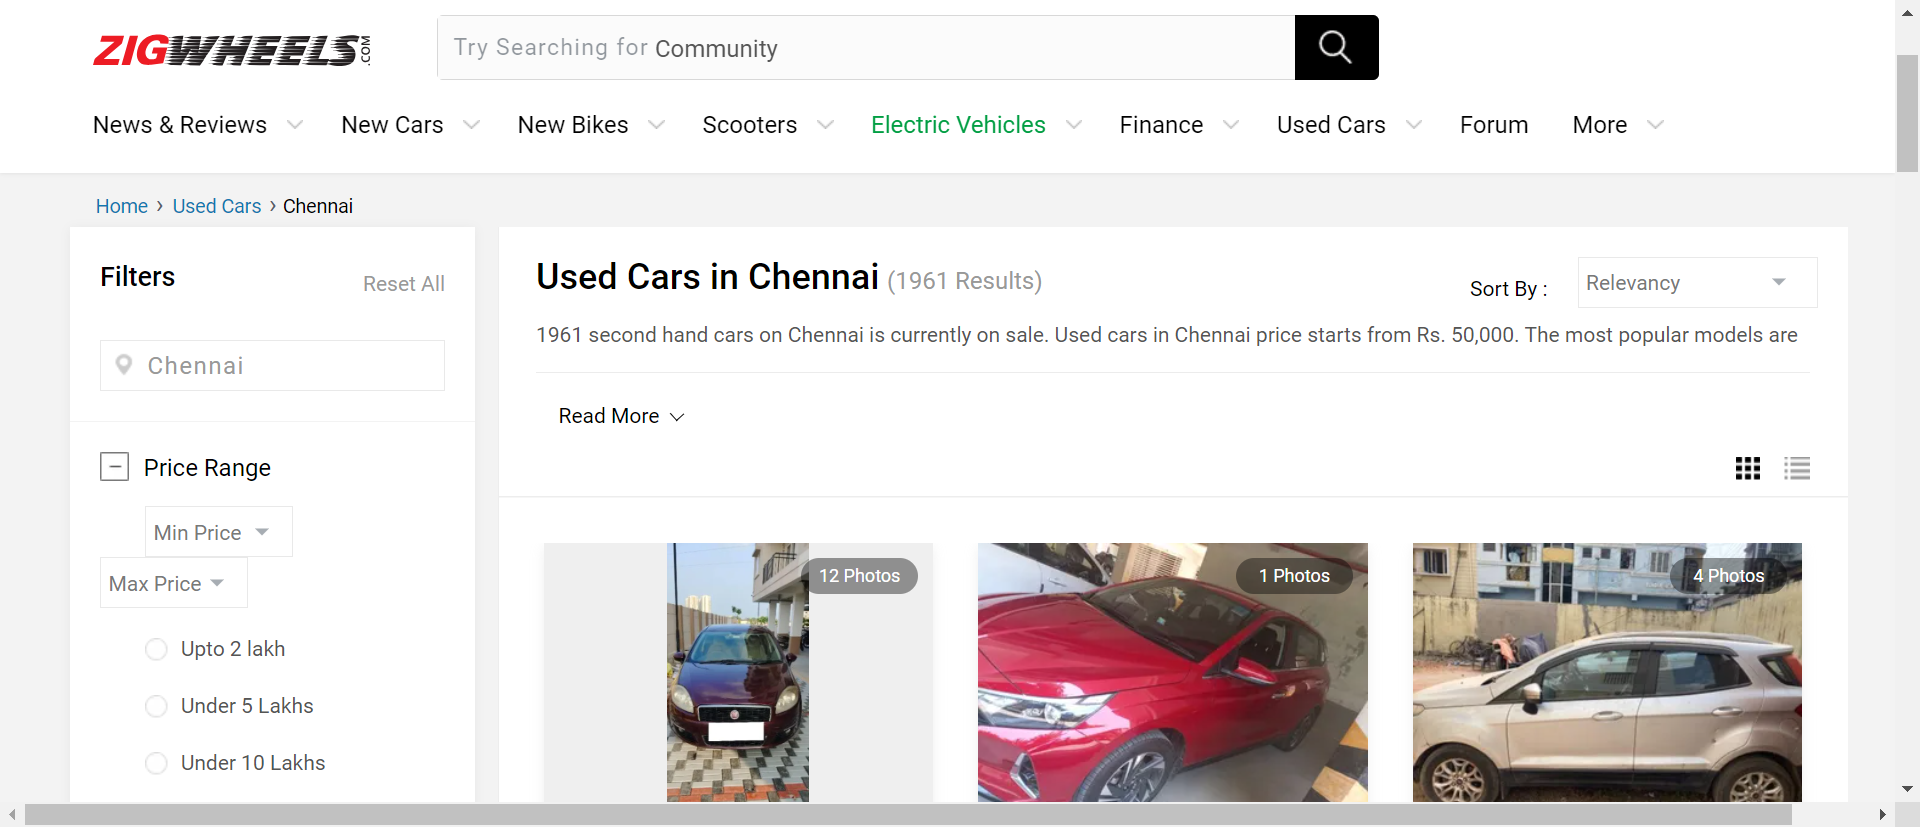 ZIGWHEELS.COM
Try Searching for Community
News & Reviews New Cars New Bikes Scooters Electric Vehicles Finance Used Cars Forum More
Home › Used Cars › Chennai
Filters
Reset All
Chennai
Price Range
Min Price
Max Price
Upto 2 lakh
Under 5 Lakhs
Under 10 Lakhs
Used Cars in Chennai (1961 Results)
Sort By :
Relevancy
1961 second hand cars on Chennai is currently on sale. Used cars in Chennai price starts from Rs. 50,000. The most popular models are
Read More
12 Photos
1 Photos
4 Photos